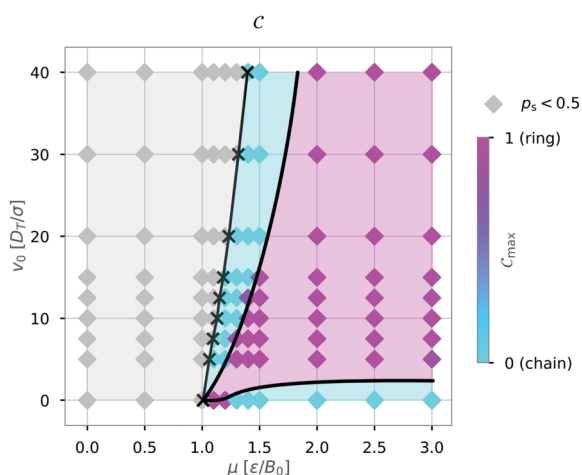 𝒞
40
30
20
10
0
v₀ [D_T/σ]
0.0 0.5 1.0 1.5 2.0 2.5 3.0
μ [ε/B₀]
pₛ < 0.5
1 (ring)
𝒞max
0 (chain)